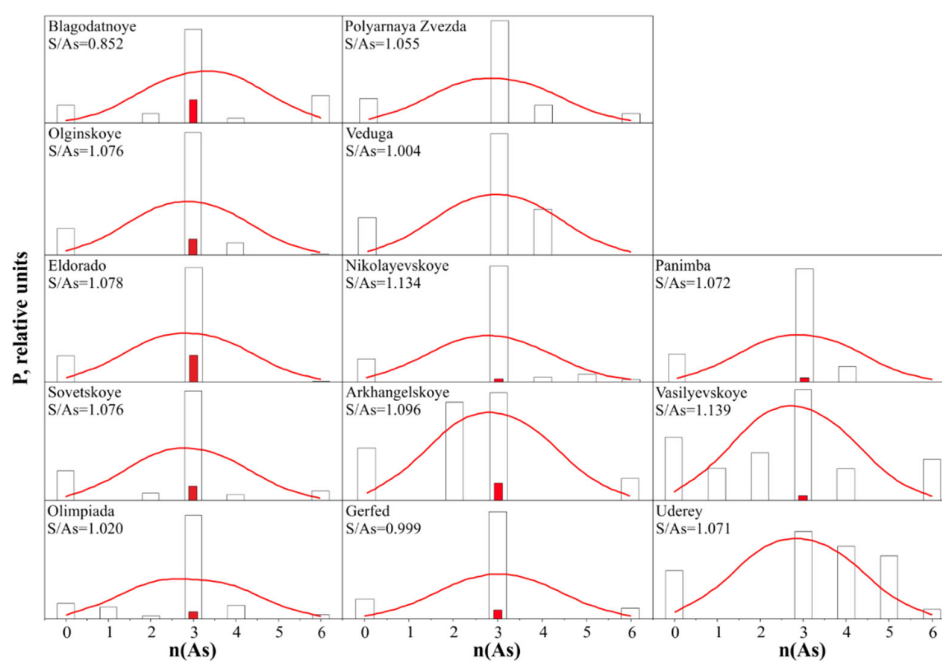 P, relative units
Blagodatnoye
S/As=0.852
Polyarnaya Zvezda
S/As=1.055
Olginskoye
S/As=1.076
Veduga
S/As=1.004
Eldorado
S/As=1.078
Nikolayevskoye
S/As=1.134
Panimba
S/As=1.072
Sovetskoye
S/As=1.076
Arkhangelskoye
S/As=1.096
Vasilyevskoye
S/As=1.139
Olimpiada
S/As=1.020
Gerfed
S/As=0.999
Uderey
S/As=1.071
0 1 2 3 4 5 6 0 1 2 3 4 5 6 0 1 2 3 4 5 6
n(As) n(As) n(As)